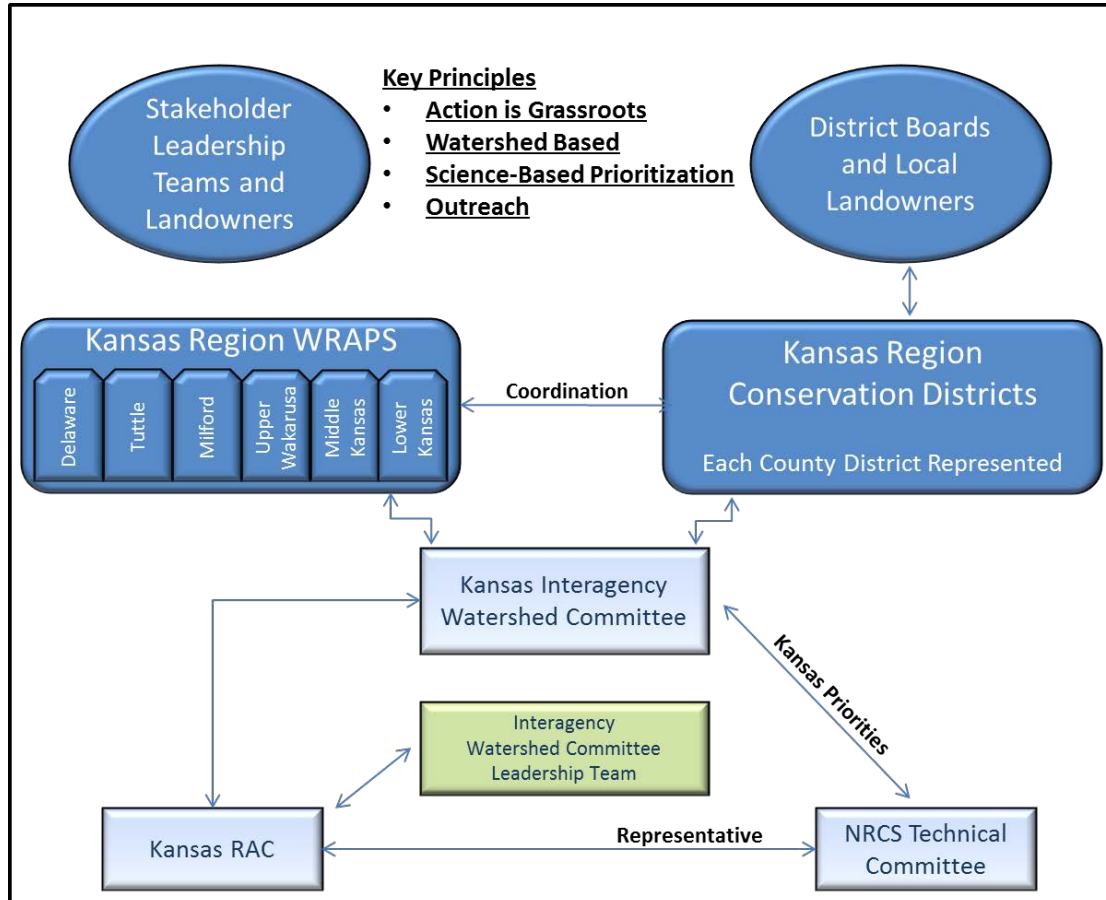 Stakeholder
Leadership
Teams and
Landowners
Key Principles
• Action is Grassroots
• Watershed Based
• Science-Based Prioritization
• Outreach
District Boards
and Local
Landowners
Kansas Region WRAPS
Delaware
Tuttle
Milford
Upper
Wakarusa
Middle
Kansas
Lower
Kansas
Coordination
Kansas Region
Conservation Districts
Each County District Represented
Kansas Interagency
Watershed Committee
Kansas Priorities
Interagency
Watershed Committee
Leadership Team
Kansas RAC
Representative
NRCS Technical
Committee